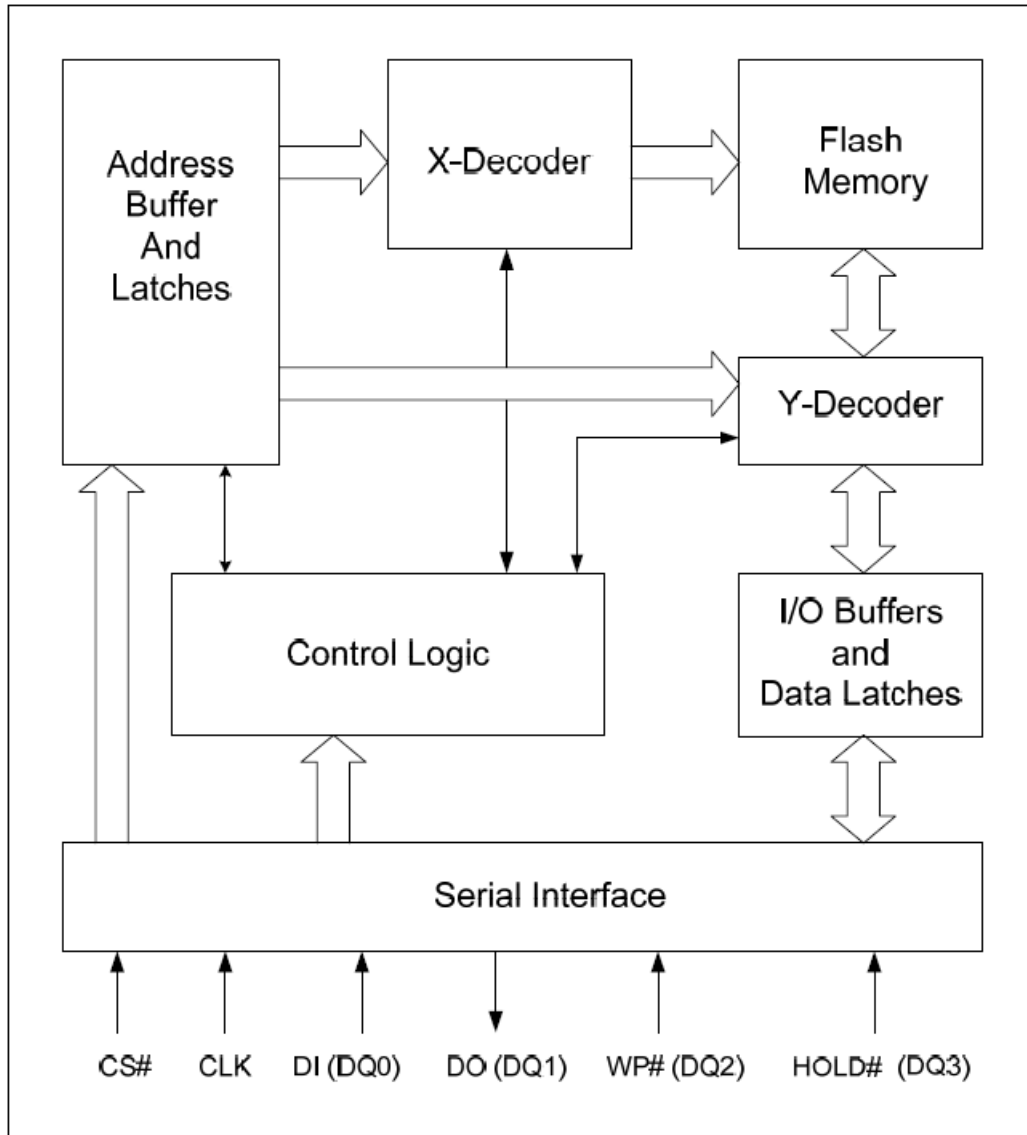 Address
Buffer
And
Latches
X-Decoder
Flash
Memory
Y-Decoder
Control Logic
I/O Buffers
and
Data Latches
Serial Interface
CS#
CLK
DI (DQ0)
DO (DQ1)
WP# (DQ2)
HOLD# (DQ3)